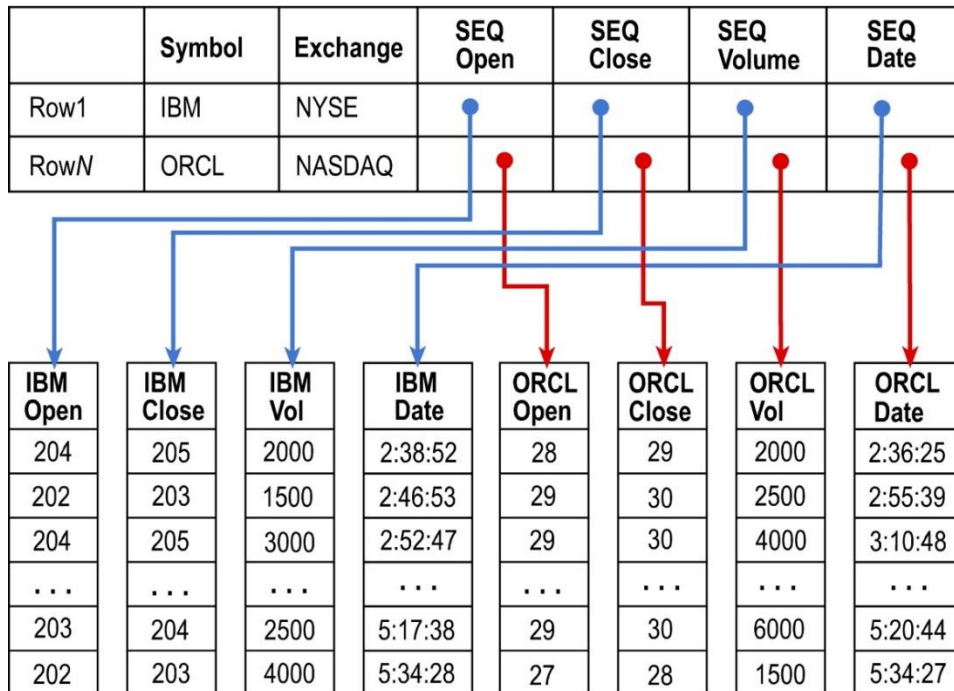 Symbol Exchange SEQ Open SEQ Close SEQ Volume SEQ Date
Row1 IBM NYSE
RowN ORCL NASDAQ
IBM Open IBM Close IBM Vol IBM Date ORCL Open ORCL Close ORCL Vol ORCL Date
204 205 2000 2:38:52 28 29 2000 2:36:25
202 203 1500 2:46:53 29 30 2500 2:55:39
204 205 3000 2:52:47 29 30 4000 3:10:48
... ... ... ... ... ... ... ...
203 204 2500 5:17:38 29 30 6000 5:20:44
202 203 4000 5:34:28 27 28 1500 5:34:27